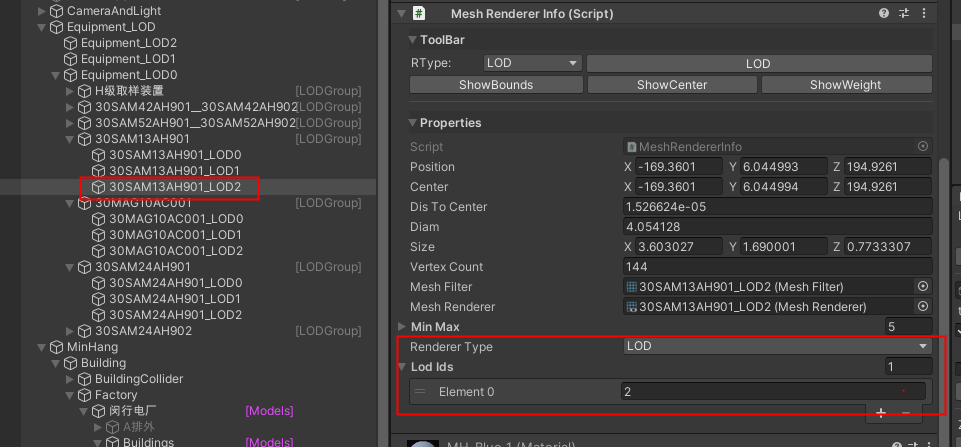 CameraAndLight
Equipment_LOD
Equipment_LOD2
Equipment_LOD1
Equipment_LOD0
H级取样装置 [LODGroup]
30SAM42AH901__30SAM42AH902 [LODGroup]
30SAM52AH901__30SAM52AH902 [LODGroup]
30SAM13AH901 [LODGroup]
30SAM13AH901_LOD0
30SAM13AH901_LOD1
30SAM13AH901_LOD2
30MAG10AC001 [LODGroup]
30MAG10AC001_LOD0
30MAG10AC001_LOD1
30MAG10AC001_LOD2
30SAM24AH901 [LODGroup]
30SAM24AH901_LOD0
30SAM24AH901_LOD1
30SAM24AH901_LOD2
30SAM24AH902 [LODGroup]
MinHang
Building
BuildingCollider
Factory
闵行电厂 [Models]
A排外
Buildings [Models]
# Mesh Renderer Info (Script)
ToolBar
RType: LOD LOD
ShowBounds ShowCenter ShowWeight
Properties
Script MeshRendererInfo
Position X -169.3601 Y 6.044993 Z 194.9261
Center X -169.3601 Y 6.044994 Z 194.9261
Dis To Center 1.526624e-05
Diam 4.054128
Size X 3.603027 Y 1.690001 Z 0.7733307
Vertex Count 144
Mesh Filter 30SAM13AH901_LOD2 (Mesh Filter)
Mesh Renderer 30SAM13AH901_LOD2 (Mesh Renderer)
Min Max 5
Renderer Type LOD
Lod Ids 1
Element 0 2
+ -
MH_Blue 1 (Material)